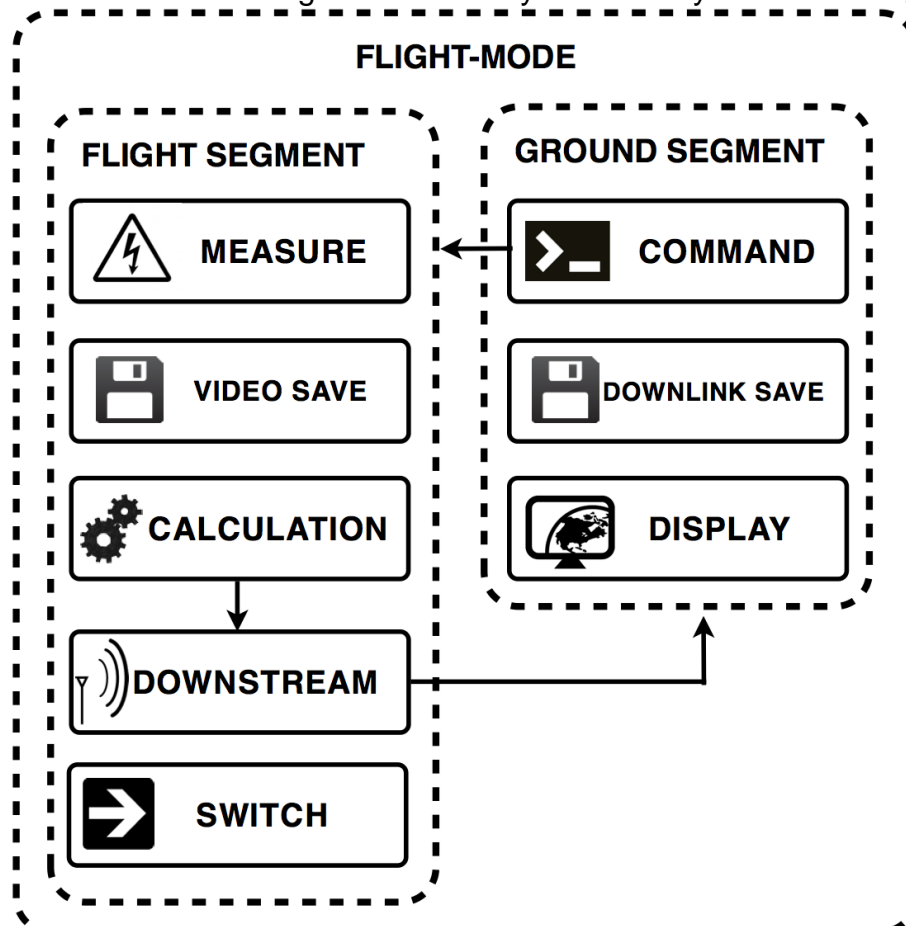 FLIGHT-MODE
FLIGHT SEGMENT
MEASURE
VIDEO SAVE
CALCULATION
DOWNSTREAM
SWITCH
GROUND SEGMENT
COMMAND
DOWNLINK SAVE
DISPLAY